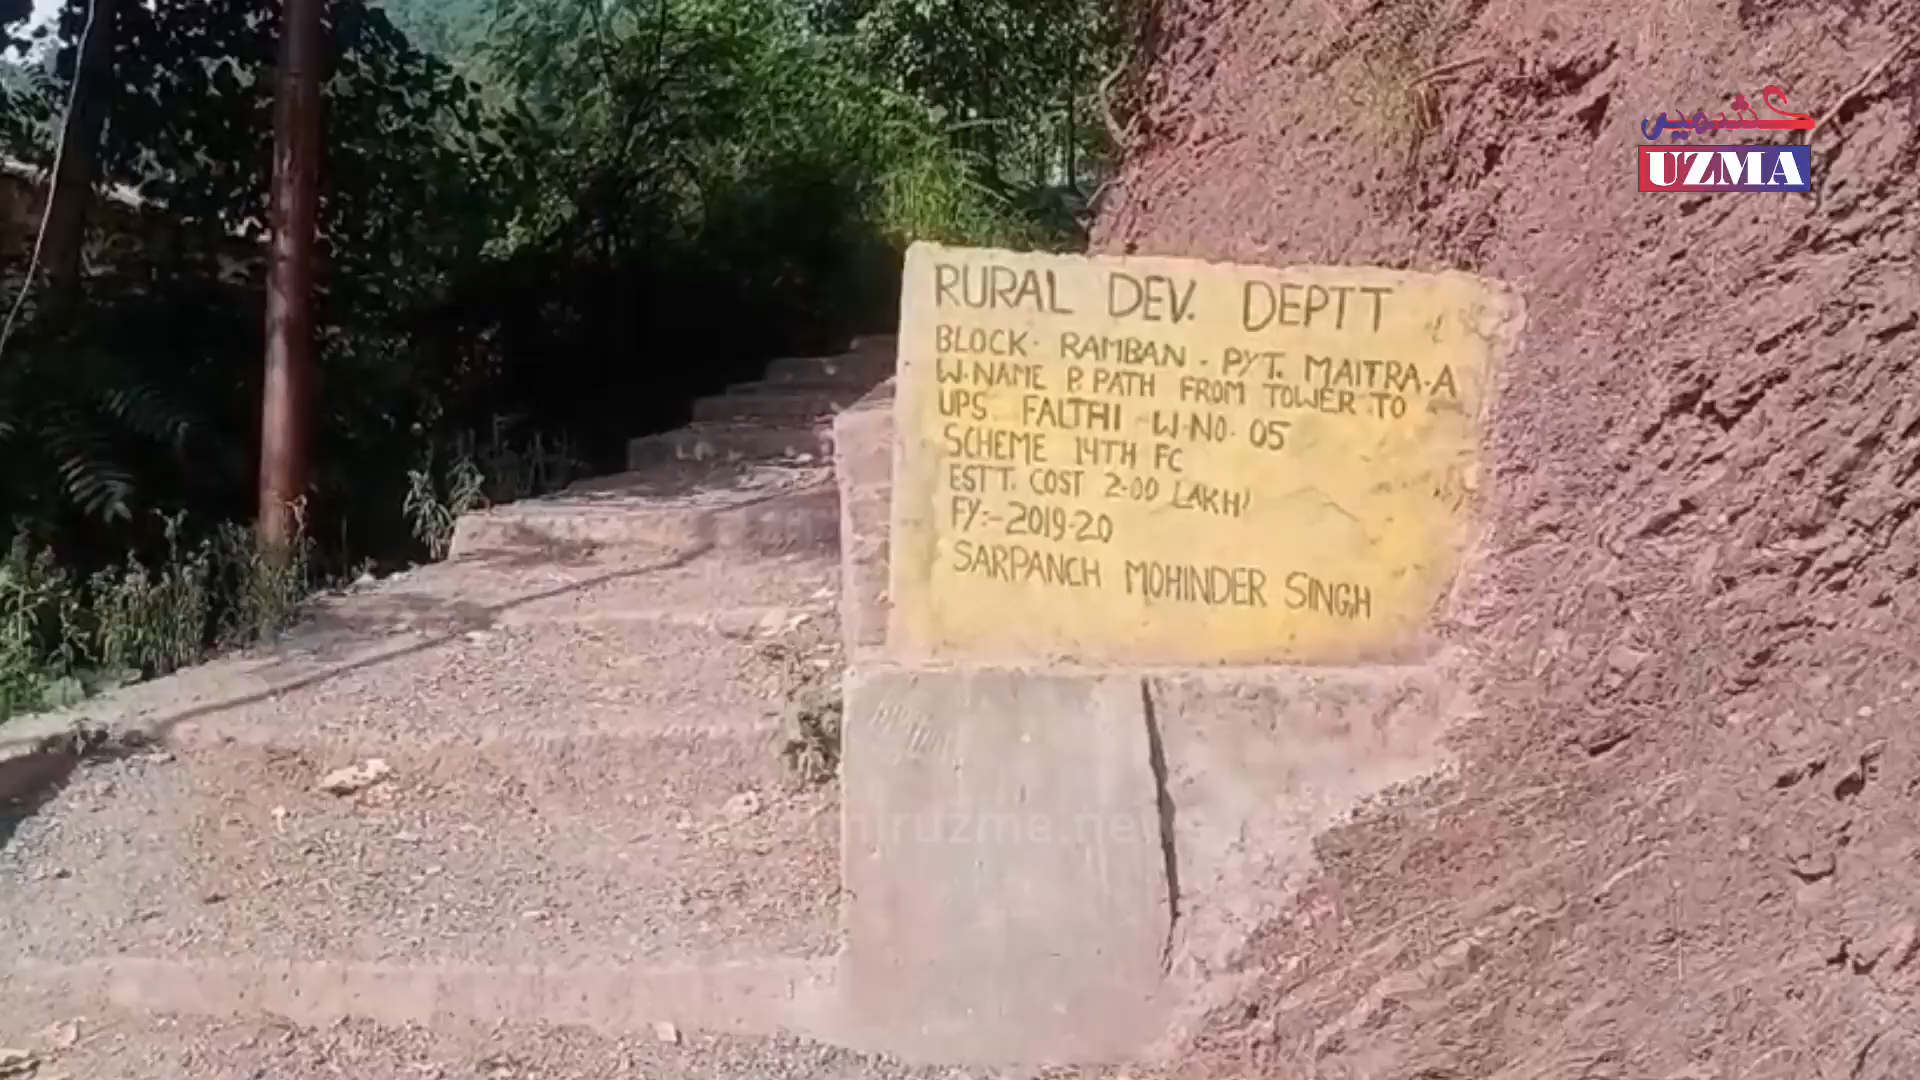 کشمیر
UZMA
RURAL DEV. DEPTT
BLOCK. RAMBAN. PYT. MAITRA.A
W.NAME P. PATH FROM TOWER TO
UPS FALTHI W.NO. 05
SCHEME 14TH FC
ESTT. COST 2.00 LAKH/
FY:-2019-20
SARPANCH MOHINDER SINGH